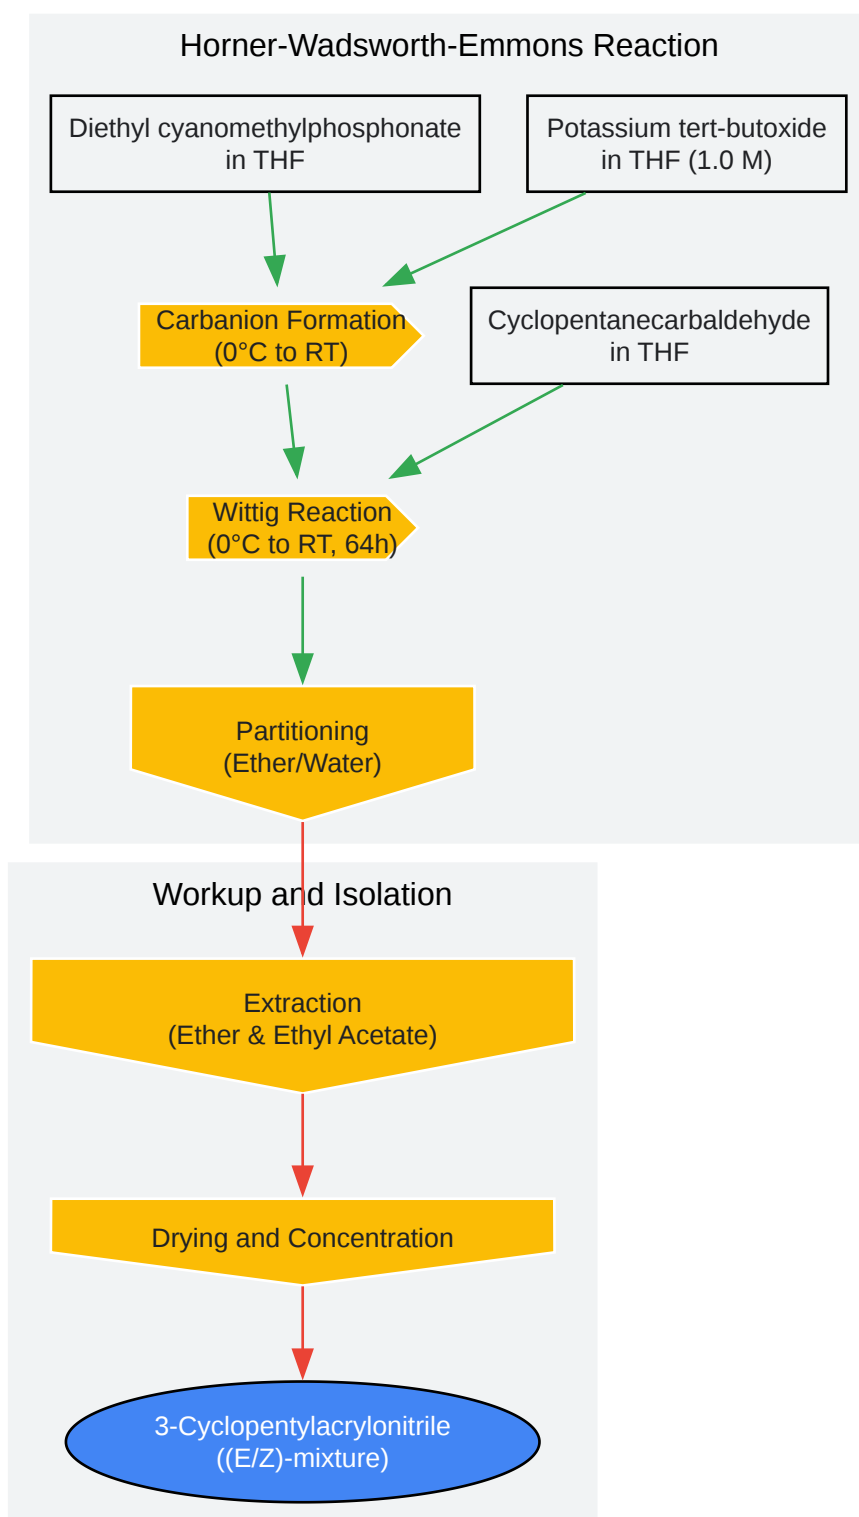 Horner-Wadsworth-Emmons Reaction
Diethyl cyanomethylphosphonate
in THF
Potassium tert-butoxide
in THF (1.0 M)
Carbanion Formation
(0°C to RT)
Cyclopentanecarbaldehyde
in THF
Wittig Reaction
(0°C to RT, 64h)
Partitioning
(Ether/Water)
Workup and Isolation
Extraction
(Ether & Ethyl Acetate)
Drying and Concentration
3-Cyclopentylacrylonitrile
((E/Z)-mixture)